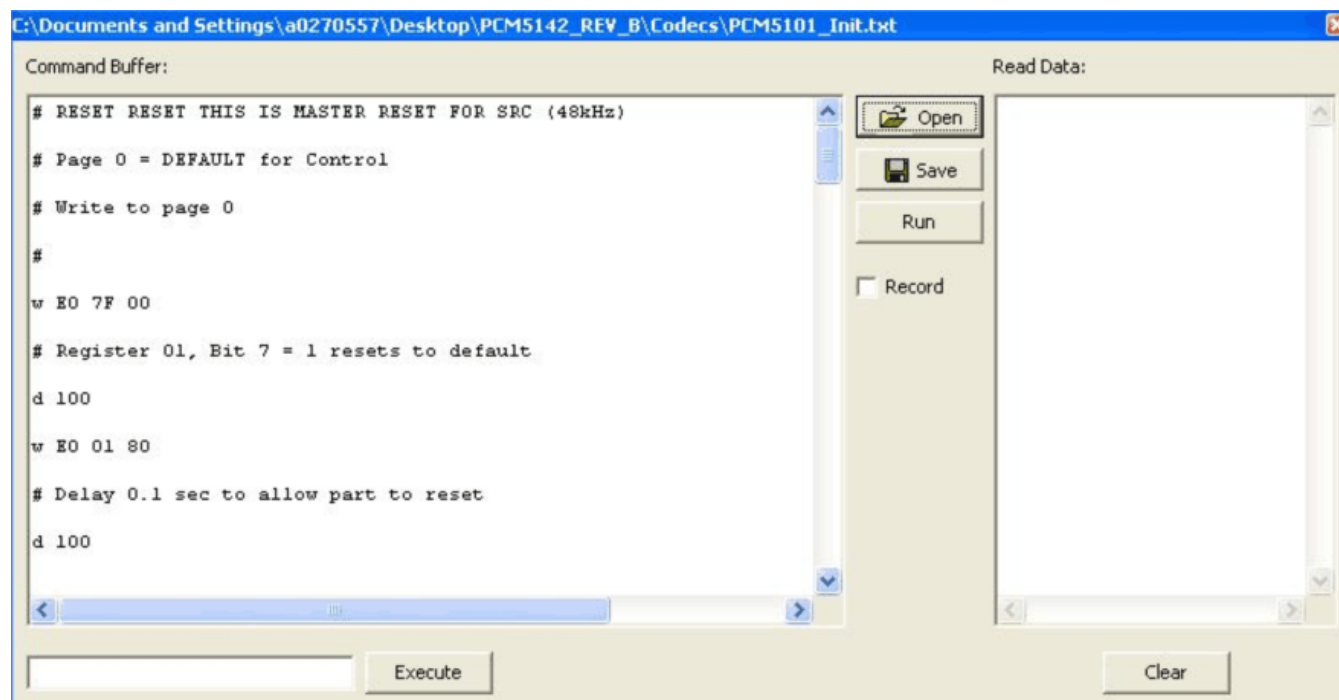 C:\Documents and Settings\a0270557\Desktop\PCM5142_REV_B\Codecs\PCM5101_Init.txt
Command Buffer:
Read Data:
# RESET RESET THIS IS MASTER RESET FOR SRC (48kHz)
# Page 0 = DEFAULT for Control
# Write to page 0
#
w E0 7F 00
# Register 01, Bit 7 = 1 resets to default
d 100
w E0 01 80
# Delay 0.1 sec to allow part to reset
d 100
Open
Save
Run
Record
Execute
Clear